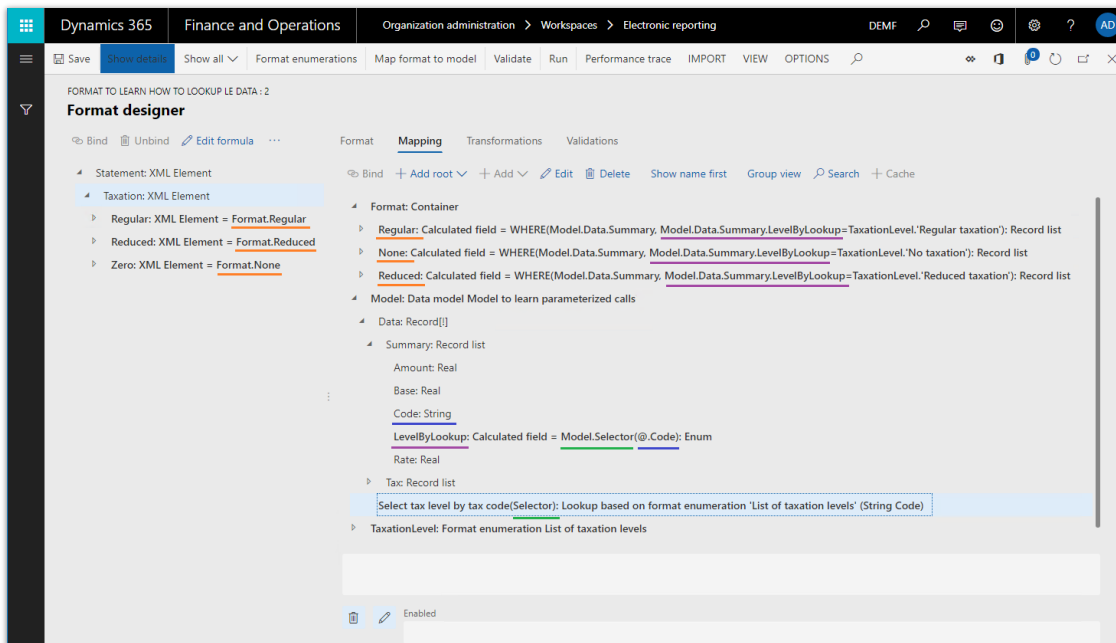 Dynamics 365 Finance and Operations Organization administration > Workspaces > Electronic reporting DEMF ? AD
Save Show details Show all Format enumerations Map format to model Validate Run Performance trace IMPORT VIEW OPTIONS 0
FORMAT TO LEARN HOW TO LOOKUP LE DATA : 2
Format designer
Bind Unbind Edit formula ...
Statement: XML Element
Taxation: XML Element
Regular: XML Element = Format.Regular
Reduced: XML Element = Format.Reduced
Zero: XML Element = Format.None
Format Mapping Transformations Validations
Bind + Add root + Add Edit Delete Show name first Group view Search + Cache
Format: Container
Regular: Calculated field = WHERE(Model.Data.Summary, Model.Data.Summary.LevelByLookup=TaxationLevel.'Regular taxation'): Record list
None: Calculated field = WHERE(Model.Data.Summary, Model.Data.Summary.LevelByLookup=TaxationLevel.'No taxation'): Record list
Reduced: Calculated field = WHERE(Model.Data.Summary, Model.Data.Summary.LevelByLookup=TaxationLevel.'Reduced taxation'): Record list
Model: Data model Model to learn parameterized calls
Data: Record[!]
Summary: Record list
Amount: Real
Base: Real
Code: String
LevelByLookup: Calculated field = Model.Selector(@.Code): Enum
Rate: Real
Tax: Record list
Select tax level by tax code(Selector): Lookup based on format enumeration 'List of taxation levels' (String Code)
TaxationLevel: Format enumeration List of taxation levels
Enabled